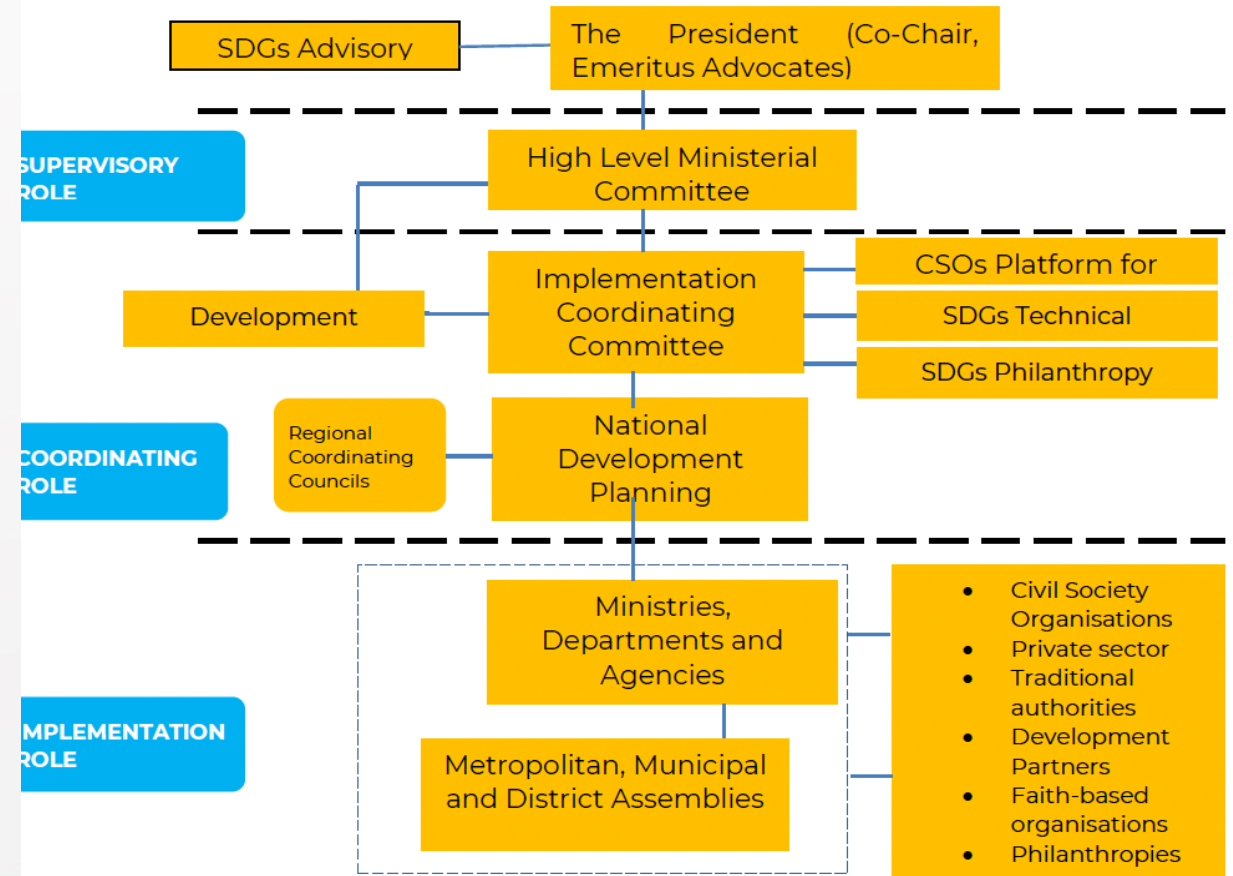 SDGs Advisory
The President (Co-Chair,
Emeritus Advocates)
SUPERVISORY
ROLE
High Level Ministerial
Committee
Implementation
Coordinating
Committee
CSOs Platform for
SDGs Technical
SDGs Philanthropy
Development
COORDINATING
ROLE
Regional
Coordinating
Councils
National
Development
Planning
IMPLEMENTATION
ROLE
Ministries,
Departments and
Agencies
Metropolitan, Municipal
and District Assemblies
• Civil Society
Organisations
• Private sector
• Traditional
authorities
• Development
Partners
• Faith-based
organisations
• Philanthropies